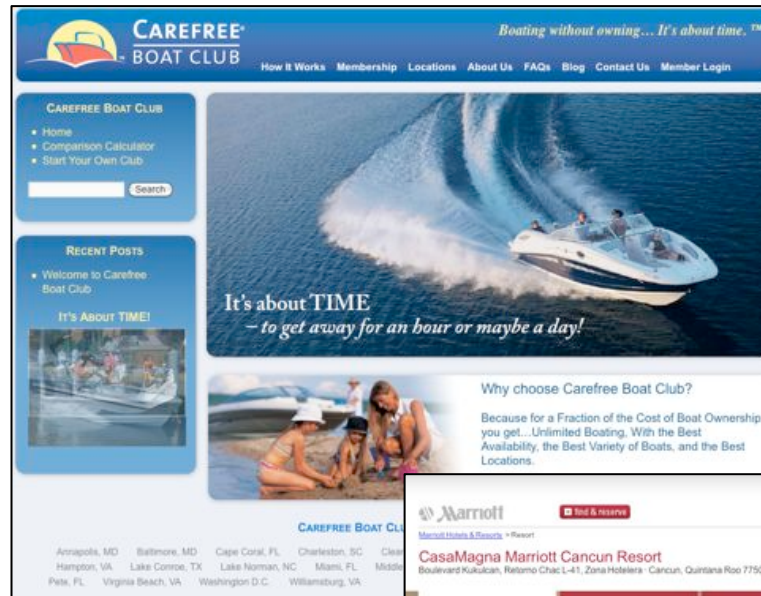 CAREFREE®
BOAT CLUB
Boating without owning... It's about time. ™
How It Works Membership Locations About Us FAQs Blog Contact Us Member Login
CAREFREE BOAT CLUB
Home
Comparison Calculator
Start Your Own Club
Search
RECENT POSTS
Welcome to Carefree
Boat Club
IT'S ABOUT TIME!
It's about TIME
– to get away for an hour or maybe a day!
Why choose Carefree Boat Club?
Because for a Fraction of the Cost of Boat Ownership
you get...Unlimited Boating, With the Best
Availability, the Best Variety of Boats, and the Best
Locations.
CAREFREE BOAT CLU
Annapolis, MD Baltimore, MD Cape Coral, FL Charleston, SC Clear
Hampton, VA Lake Conroe, TX Lake Norman, NC Miami, FL Middle
Pete, FL Virginia Beach, VA Washington D.C. Williamsburg, VA
Marriott
find & reserve
Marriott Hotels & Resorts > Resort
CasaMagna Marriott Cancun Resort
Boulevard Kukulcan, Retorno Chac L-41, Zona Hotelera · Cancun, Quintana Roo 7750